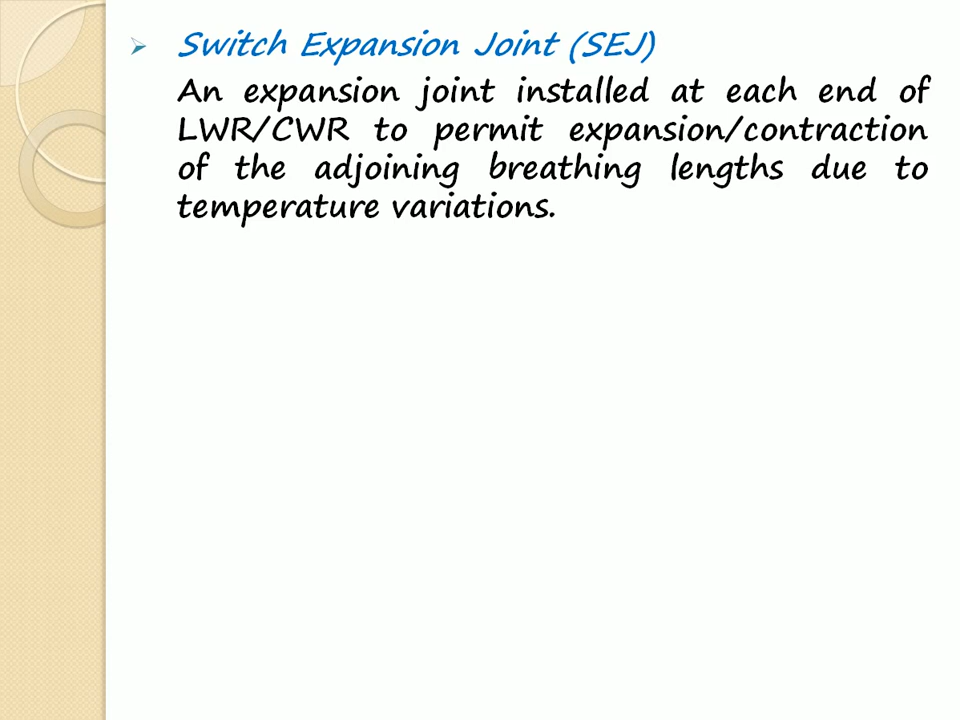 Switch Expansion Joint (SEJ)
An expansion joint installed at each end of
LWR/CWR to permit expansion/contraction
of the adjoining breathing lengths due to
temperature variations.